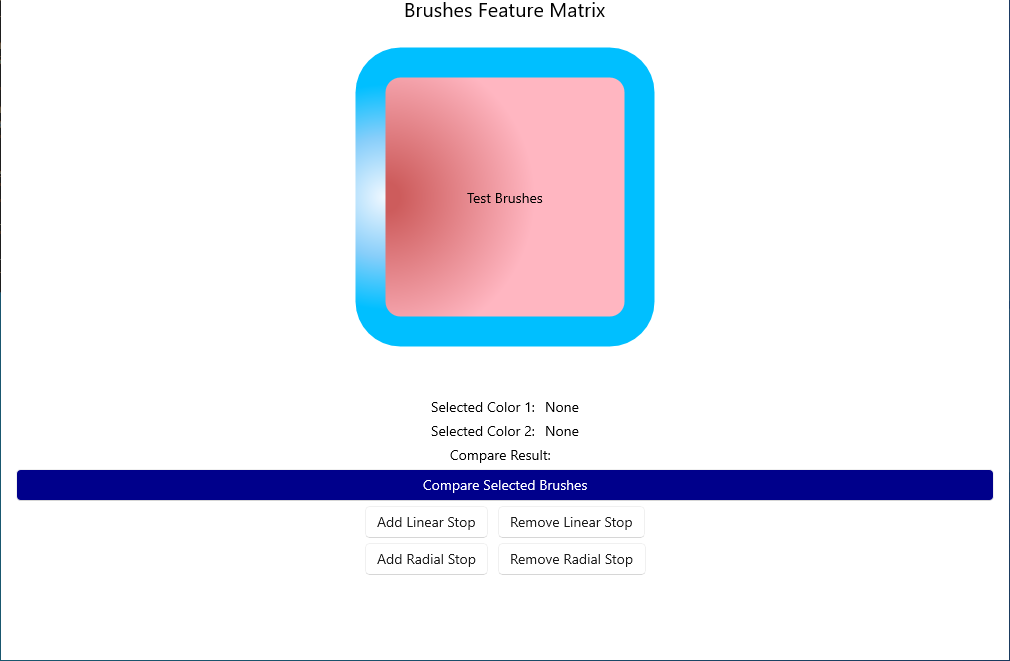 Brushes Feature Matrix
Test Brushes
Selected Color 1: None
Selected Color 2: None
Compare Result:
Compare Selected Brushes
Add Linear Stop Remove Linear Stop
Add Radial Stop Remove Radial Stop